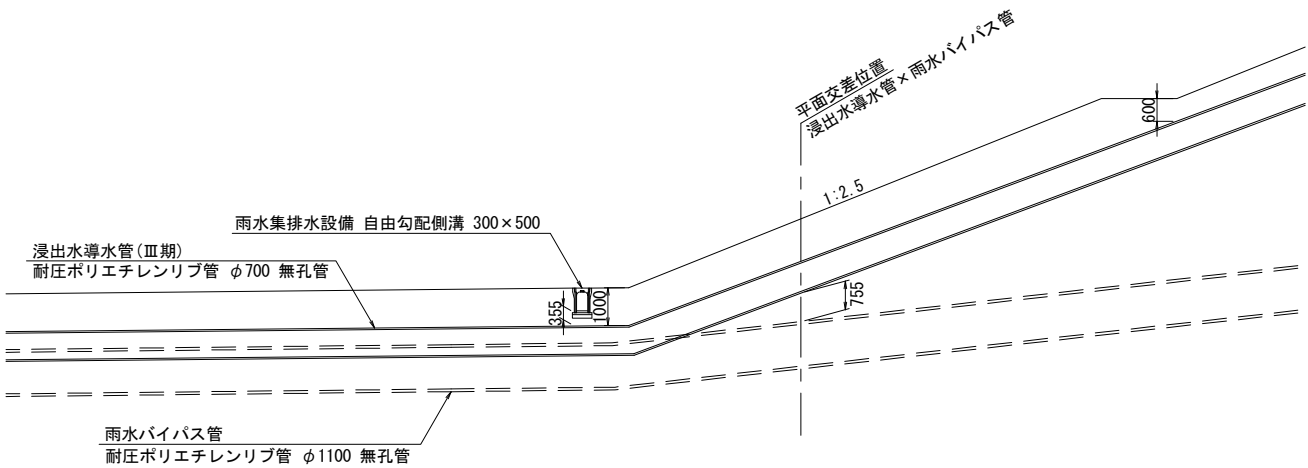 平面交差位置
浸出水導水管×雨水バイパス管
600
1:2.5
雨水集排水設備 自由勾配側溝 300×500
浸出水導水管(Ⅲ期)
耐圧ポリエチレンリブ管 φ700 無孔管
355
1000
755
雨水バイパス管
耐圧ポリエチレンリブ管 φ1100 無孔管